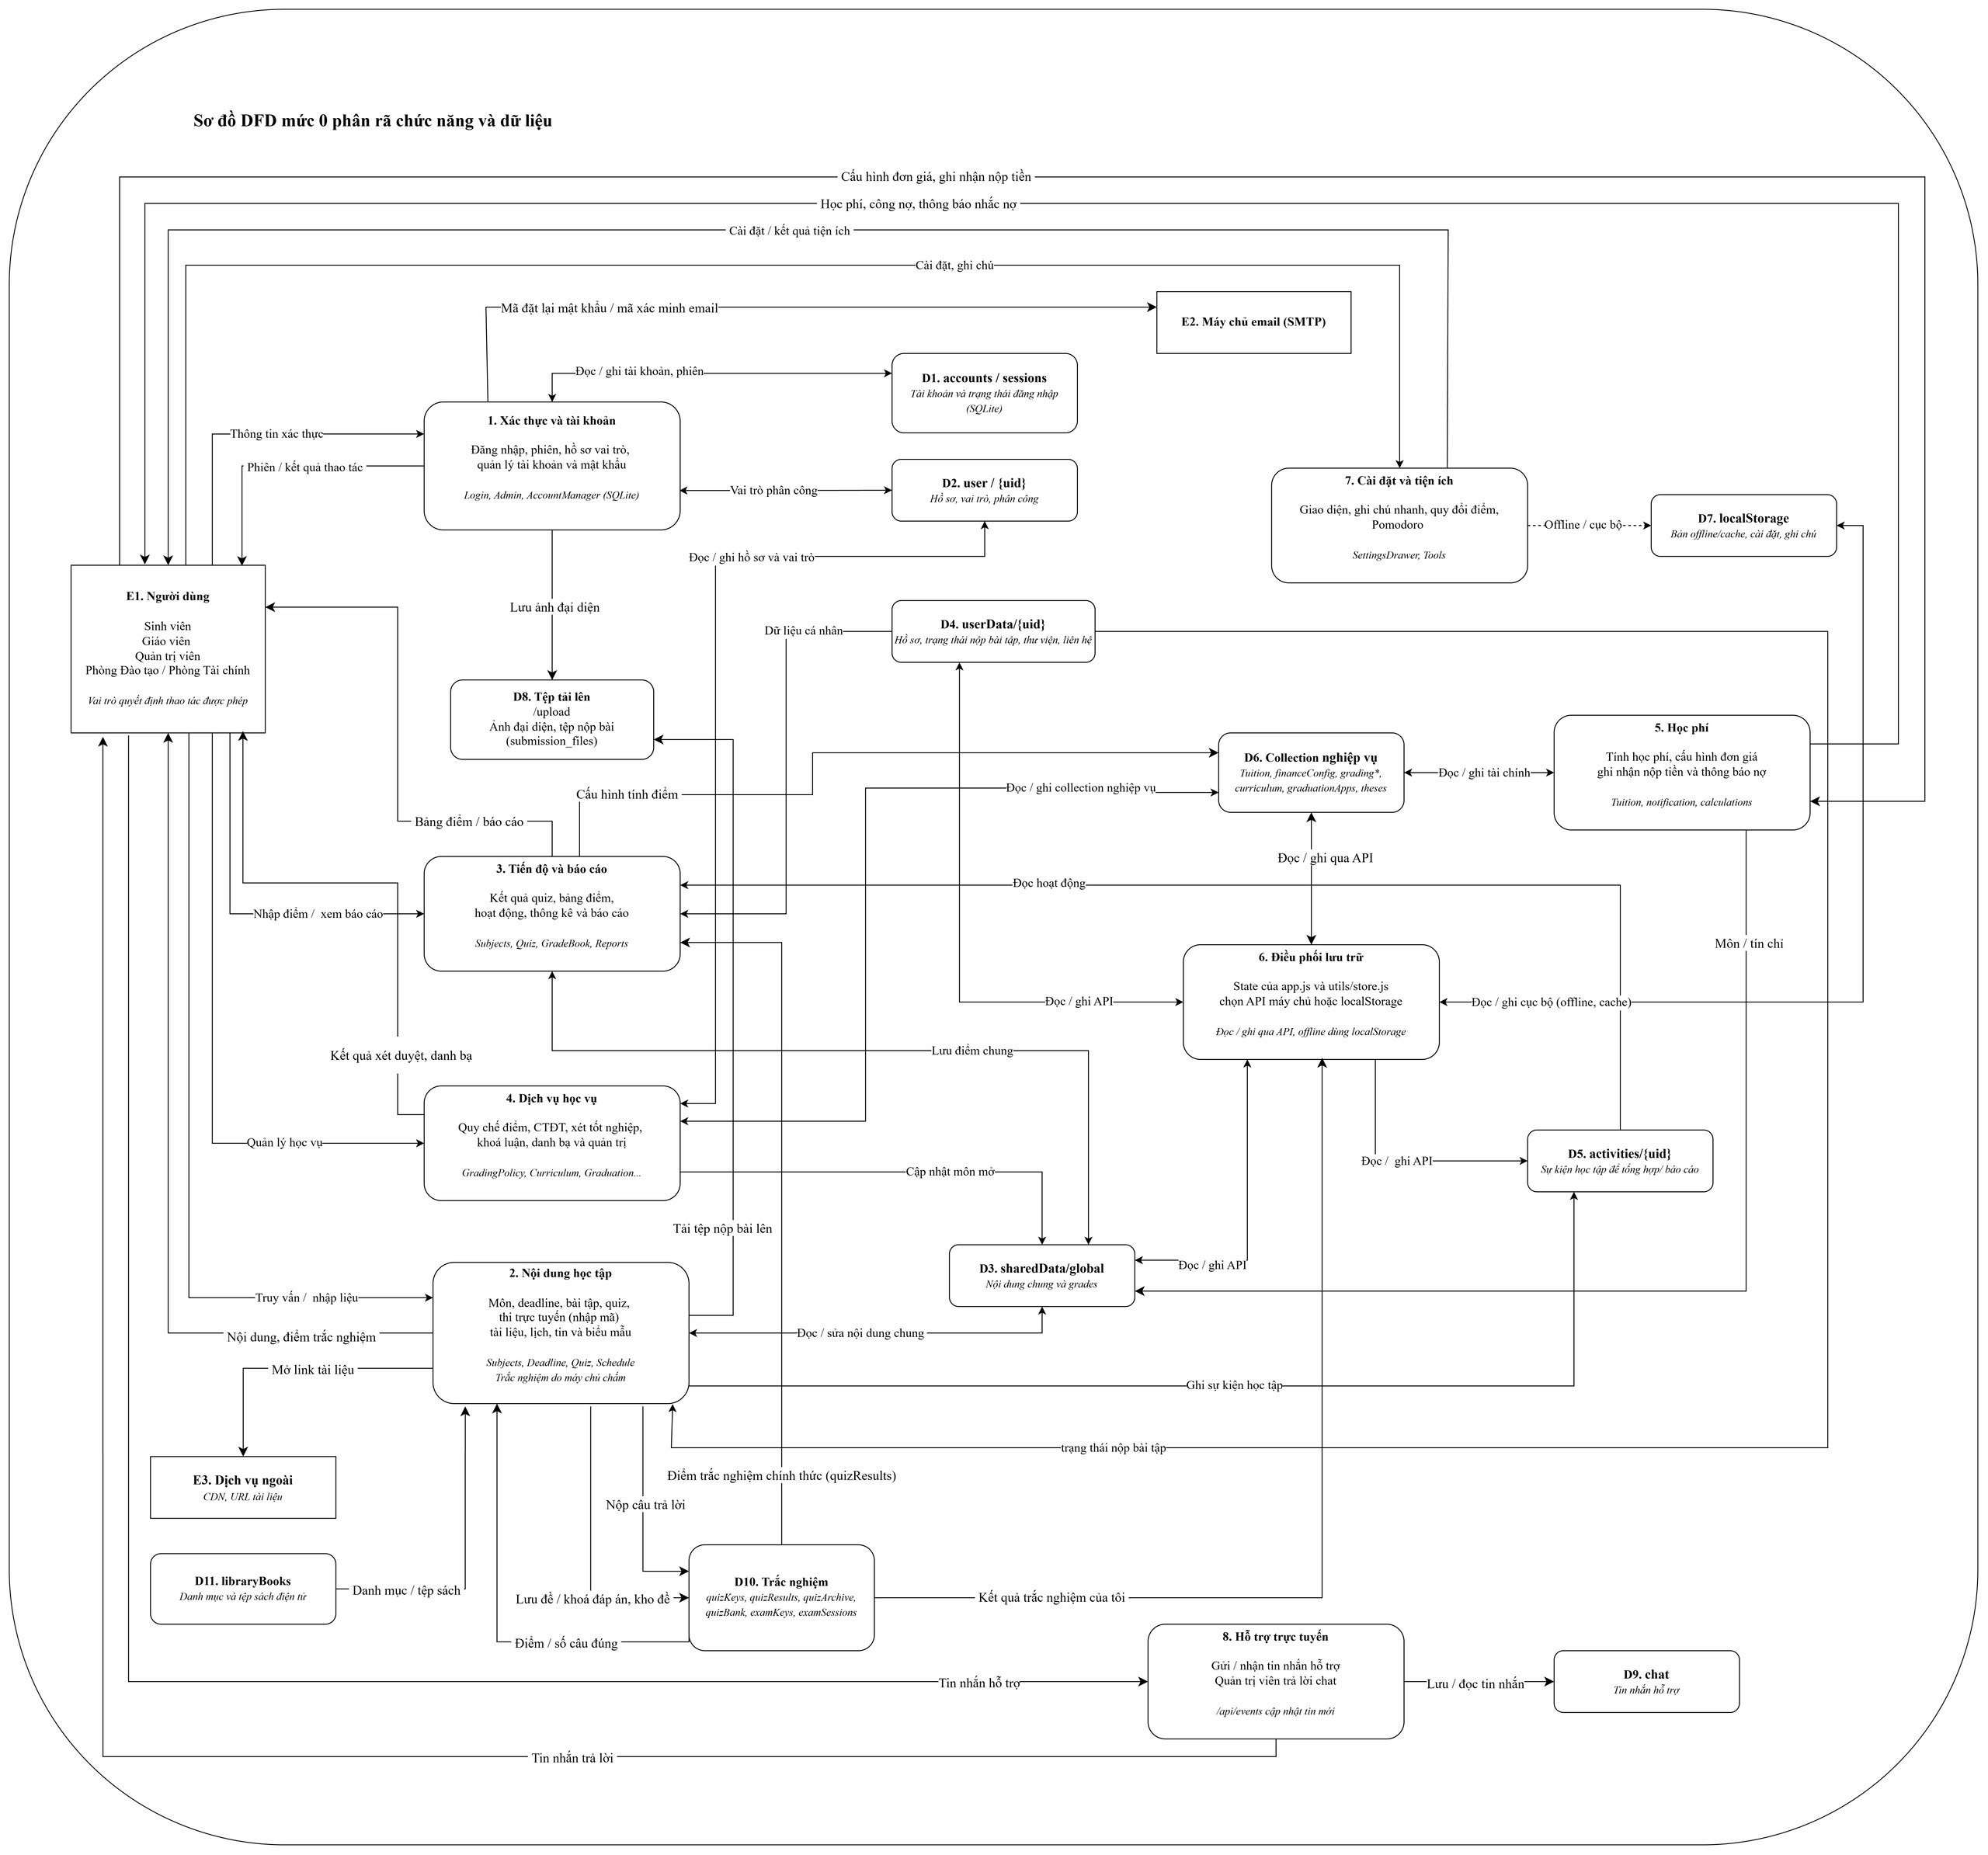 Sơ đồ DFD mức 0 phân rã chức năng và dữ liệu
Cấu hình đơn giá, ghi nhận nộp tiền
Học phí, công nợ, thông báo nhắc nợ
Cài đặt / kết quả tiện ích
Cài đặt, ghi chú
Mã đặt lại mật khẩu / mã xác minh email
E2. Máy chủ email (SMTP)
Đọc / ghi tài khoản, phiên
D1. accounts / sessions
Tài khoản và trạng thái đăng nhập
(SQLite)
1. Xác thực và tài khoản
Đăng nhập, phiên, hồ sơ vai trò,
quản lý tài khoản và mật khẩu
Login, Admin, AccountManager (SQLite)
Thông tin xác thực
Phiên / kết quả thao tác
Vai trò phân công
D2. user / {uid}
Hồ sơ, vai trò, phân công
7. Cài đặt và tiện ích
Giao diện, ghi chú nhanh, quy đổi điểm,
Pomodoro
SettingsDrawer, Tools
Offline / cục bộ
D7. localStorage
Bản offline/cache, cài đặt, ghi chú
Đọc / ghi hồ sơ và vai trò
E1. Người dùng
Sinh viên
Giáo viên
Quản trị viên
Phòng Đào tạo / Phòng Tài chính
Vai trò quyết định thao tác được phép
Lưu ảnh đại diện
Dữ liệu cá nhân
D4. userData/{uid}
Hồ sơ, trạng thái nộp bài tập, thư viện, liên hệ
D8. Tệp tải lên
/upload
Ảnh đại diện, tệp nộp bài
(submission_files)
5. Học phí
Tính học phí, cấu hình đơn giá
ghi nhận nộp tiền và thông báo nợ
Tuition, notification, calculations
D6. Collection nghiệp vụ
Tuition, financeConfig, grading*,
curriculum, graduationApps, theses
Đọc / ghi tài chính
Đọc / ghi collection nghiệp vụ
Cấu hình tính điểm
Bảng điểm / báo cáo
Đọc / ghi qua API
3. Tiến độ và báo cáo
Kết quả quiz, bảng điểm,
hoạt động, thống kê và báo cáo
Subjects, Quiz, GradeBook, Reports
Đọc hoạt động
Nhập điểm /  xem báo cáo
Môn / tín chỉ
6. Điều phối lưu trữ
State của app.js và utils/store.js
chọn API máy chủ hoặc localStorage
Đọc / ghi qua API, offline dùng localStorage
Đọc / ghi API
Đọc / ghi cục bộ (offline, cache)
Lưu điểm chung
Kết quả xét duyệt, danh bạ
4. Dịch vụ học vụ
Quy chế điểm, CTĐT, xét tốt nghiệp,
khoá luận, danh bạ và quản trị
GradingPolicy, Curriculum, Graduation...
Quản lý học vụ
Cập nhật môn mở
Đọc /  ghi API
D5. activities/{uid}
Sự kiện học tập để tổng hợp/ báo cáo
Tải tệp nộp bài lên
D3. sharedData/global
Nội dung chung và grades
Đọc / ghi API
2. Nội dung học tập
Môn, deadline, bài tập, quiz,
thi trực tuyến (nhập mã)
tài liệu, lịch, tin và biểu mẫu
Subjects, Deadline, Quiz, Schedule
Trắc nghiệm do máy chủ chấm
Truy vấn /  nhập liệu
Nội dung, điểm trắc nghiệm
Đọc / sửa nội dung chung
Mở link tài liệu
Ghi sự kiện học tập
trạng thái nộp bài tập
E3. Dịch vụ ngoài
CDN, URL tài liệu
Điểm trắc nghiệm chính thức (quizResults)
Nộp câu trả lời
D11. libraryBooks
Danh mục và tệp sách điện tử
Danh mục / tệp sách
Lưu đề / khoá đáp án, kho đề
D10. Trắc nghiệm
quizKeys, quizResults, quizArchive,
quizBank, examKeys, examSessions
Kết quả trắc nghiệm của tôi
Điểm / số câu đúng
8. Hỗ trợ trực tuyến
Gửi / nhận tin nhắn hỗ trợ
Quản trị viên trả lời chat
/api/events cập nhật tin mới
Tin nhắn hỗ trợ
Lưu / đọc tin nhắn
D9. chat
Tin nhắn hỗ trợ
Tin nhắn trả lời